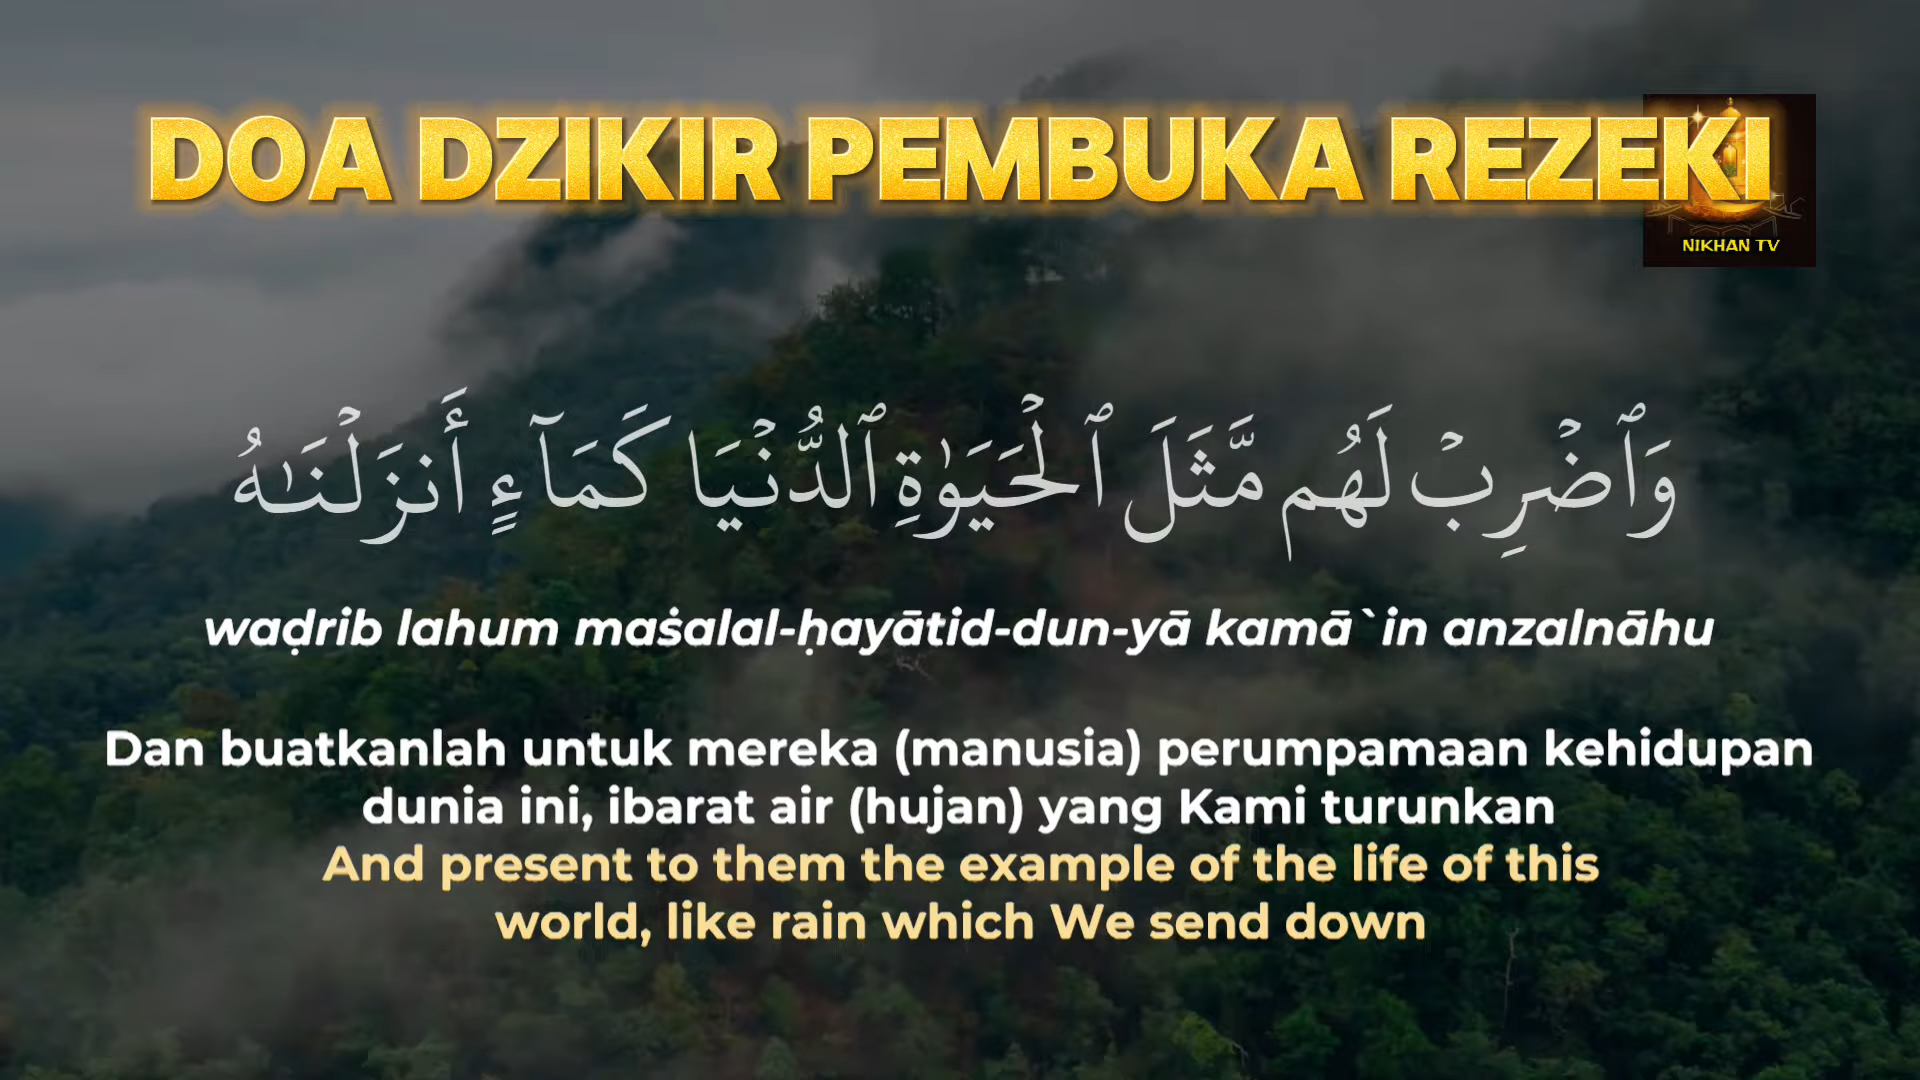 DOA DZIKIR PEMBUKA REZEKI
NIKHAN TV
وَٱضْرِبْ لَهُم مَّثَلَ ٱلْحَيَوٰةِ ٱلدُّنْيَا كَمَآءٍ أَنزَلْنَـٰهُ
waḍrib lahum maṡalal-ḥayātid-dun-yā kamā`in anzalnāhu
Dan buatkanlah untuk mereka (manusia) perumpamaan kehidupan
dunia ini, ibarat air (hujan) yang Kami turunkan
And present to them the example of the life of this
world, like rain which We send down